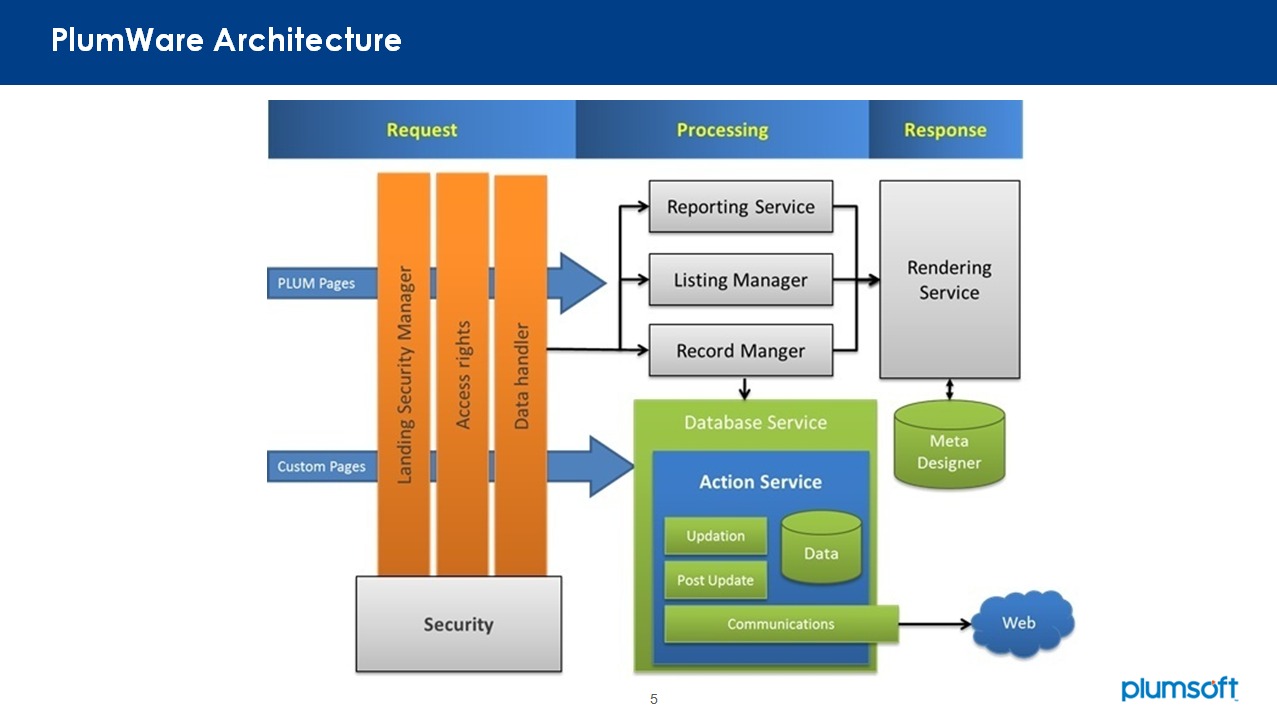 PlumWare Architecture
Request
Processing
Response
PLUM Pages
Custom Pages
Landing Security Manager
Access rights
Data handler
Security
Reporting Service
Listing Manager
Record Manger
Rendering
Service
Meta
Designer
Database Service
Action Service
Updation
Post Update
Data
Communications
Web
5
plumsoft